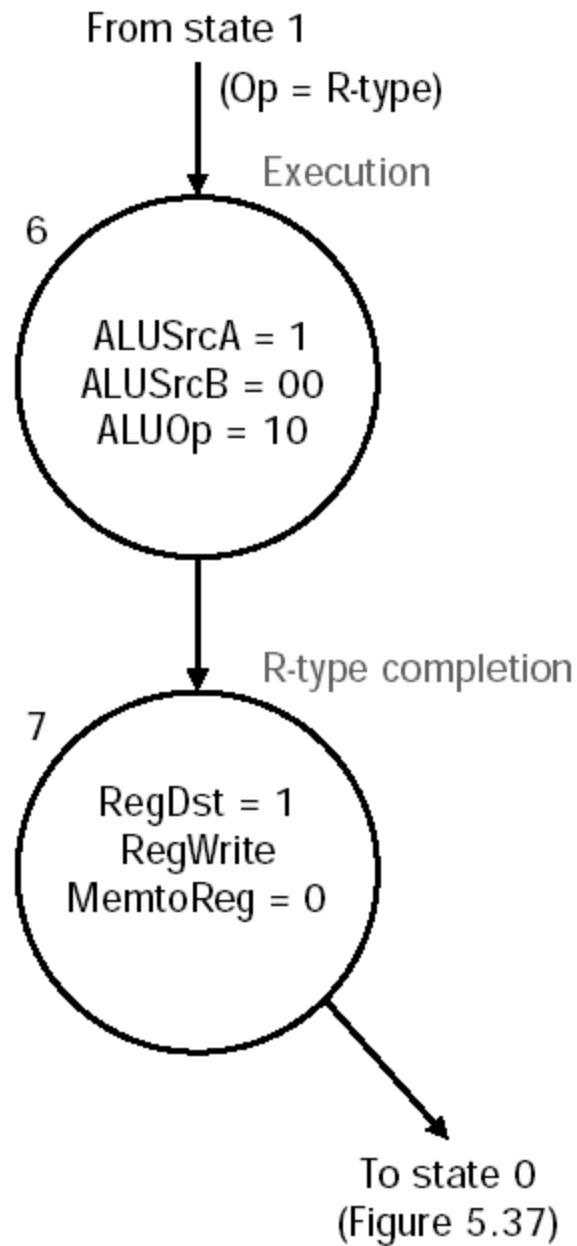 From state 1
(Op = R-type)
Execution
6
ALUSrcA = 1
ALUSrcB = 00
ALUOp = 10
R-type completion
7
RegDst = 1
RegWrite
MemtoReg = 0
To state 0
(Figure 5.37)